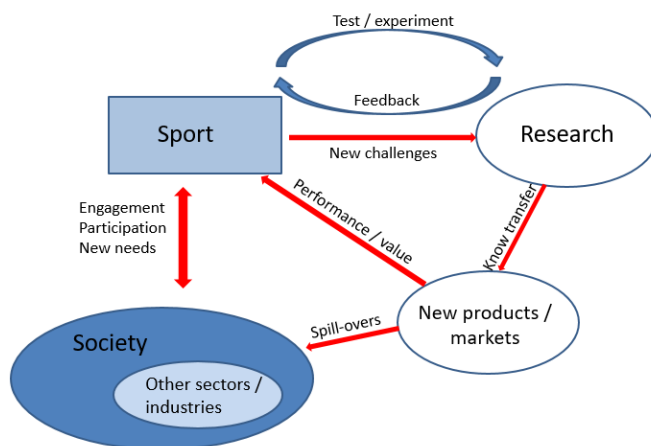 Test / experiment
Feedback
Sport
Research
New challenges
Engagement
Participation
New needs
Performance / value
Know transfer
New products /
markets
Spill-overs
Society
Other sectors /
industries